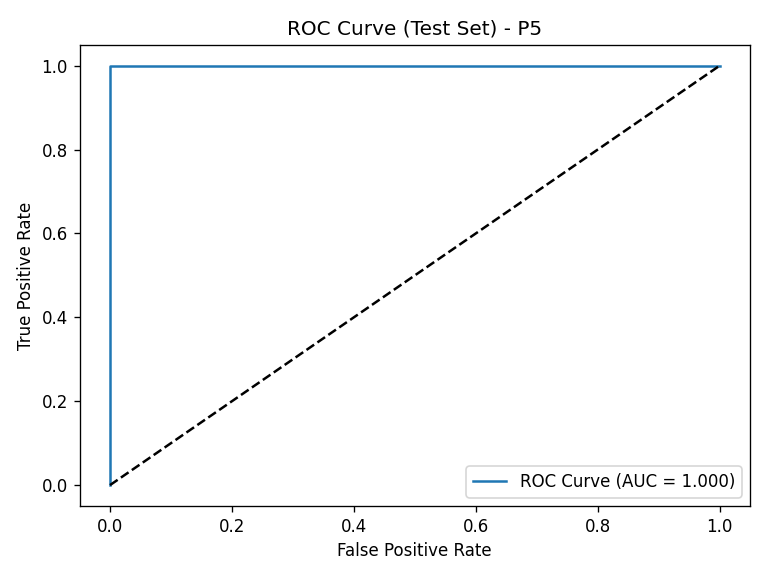 ROC Curve (Test Set) - P5
1.0
0.8
0.6
0.4
0.2
0.0
True Positive Rate
ROC Curve (AUC = 1.000)
0.0 0.2 0.4 0.6 0.8 1.0
False Positive Rate